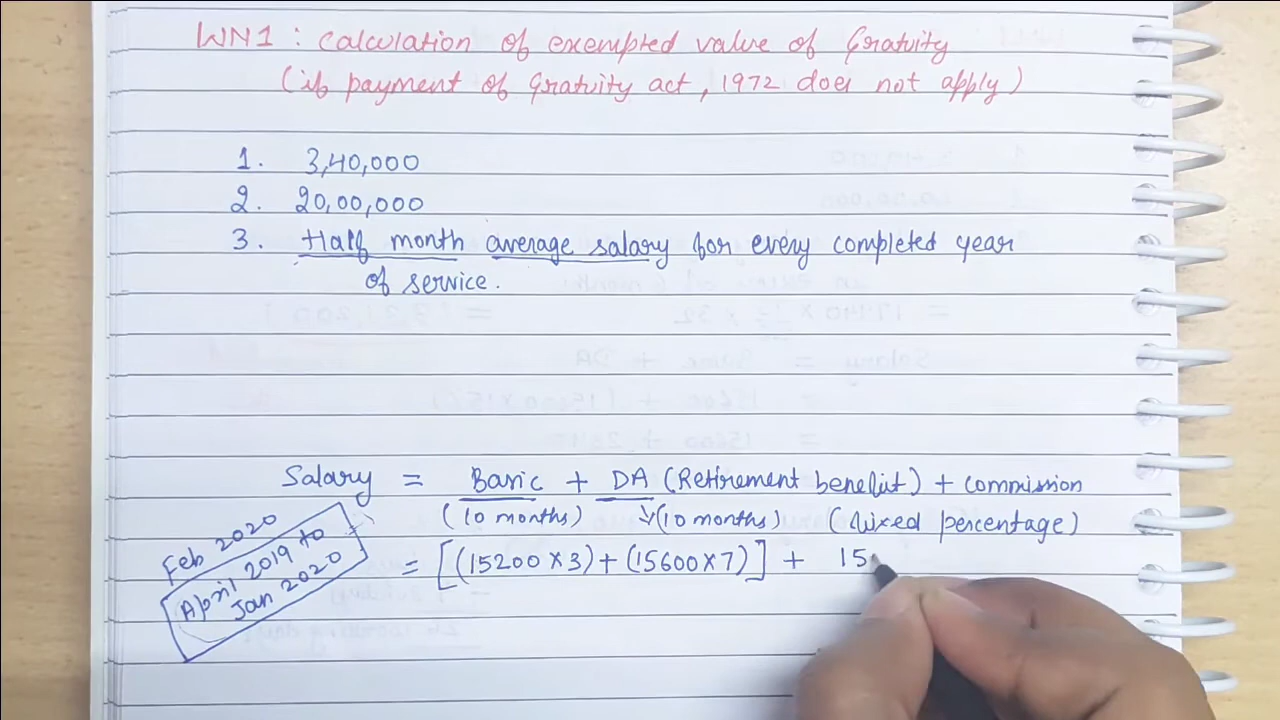 WN1 : Calculation of exempted value of Gratuity
(if payment of Gratuity act, 1972 does not apply)
1. 3,40,000
2. 20,00,000
3. Half month average salary for every completed year
of service.
Salary = Basic + DA (Retirement benefit) + commission
(10 months) (10 months) (fixed percentage)
Feb 2020
April 2019 to
Jan 2020
= [(15200×3)+(15600×7)] + 15